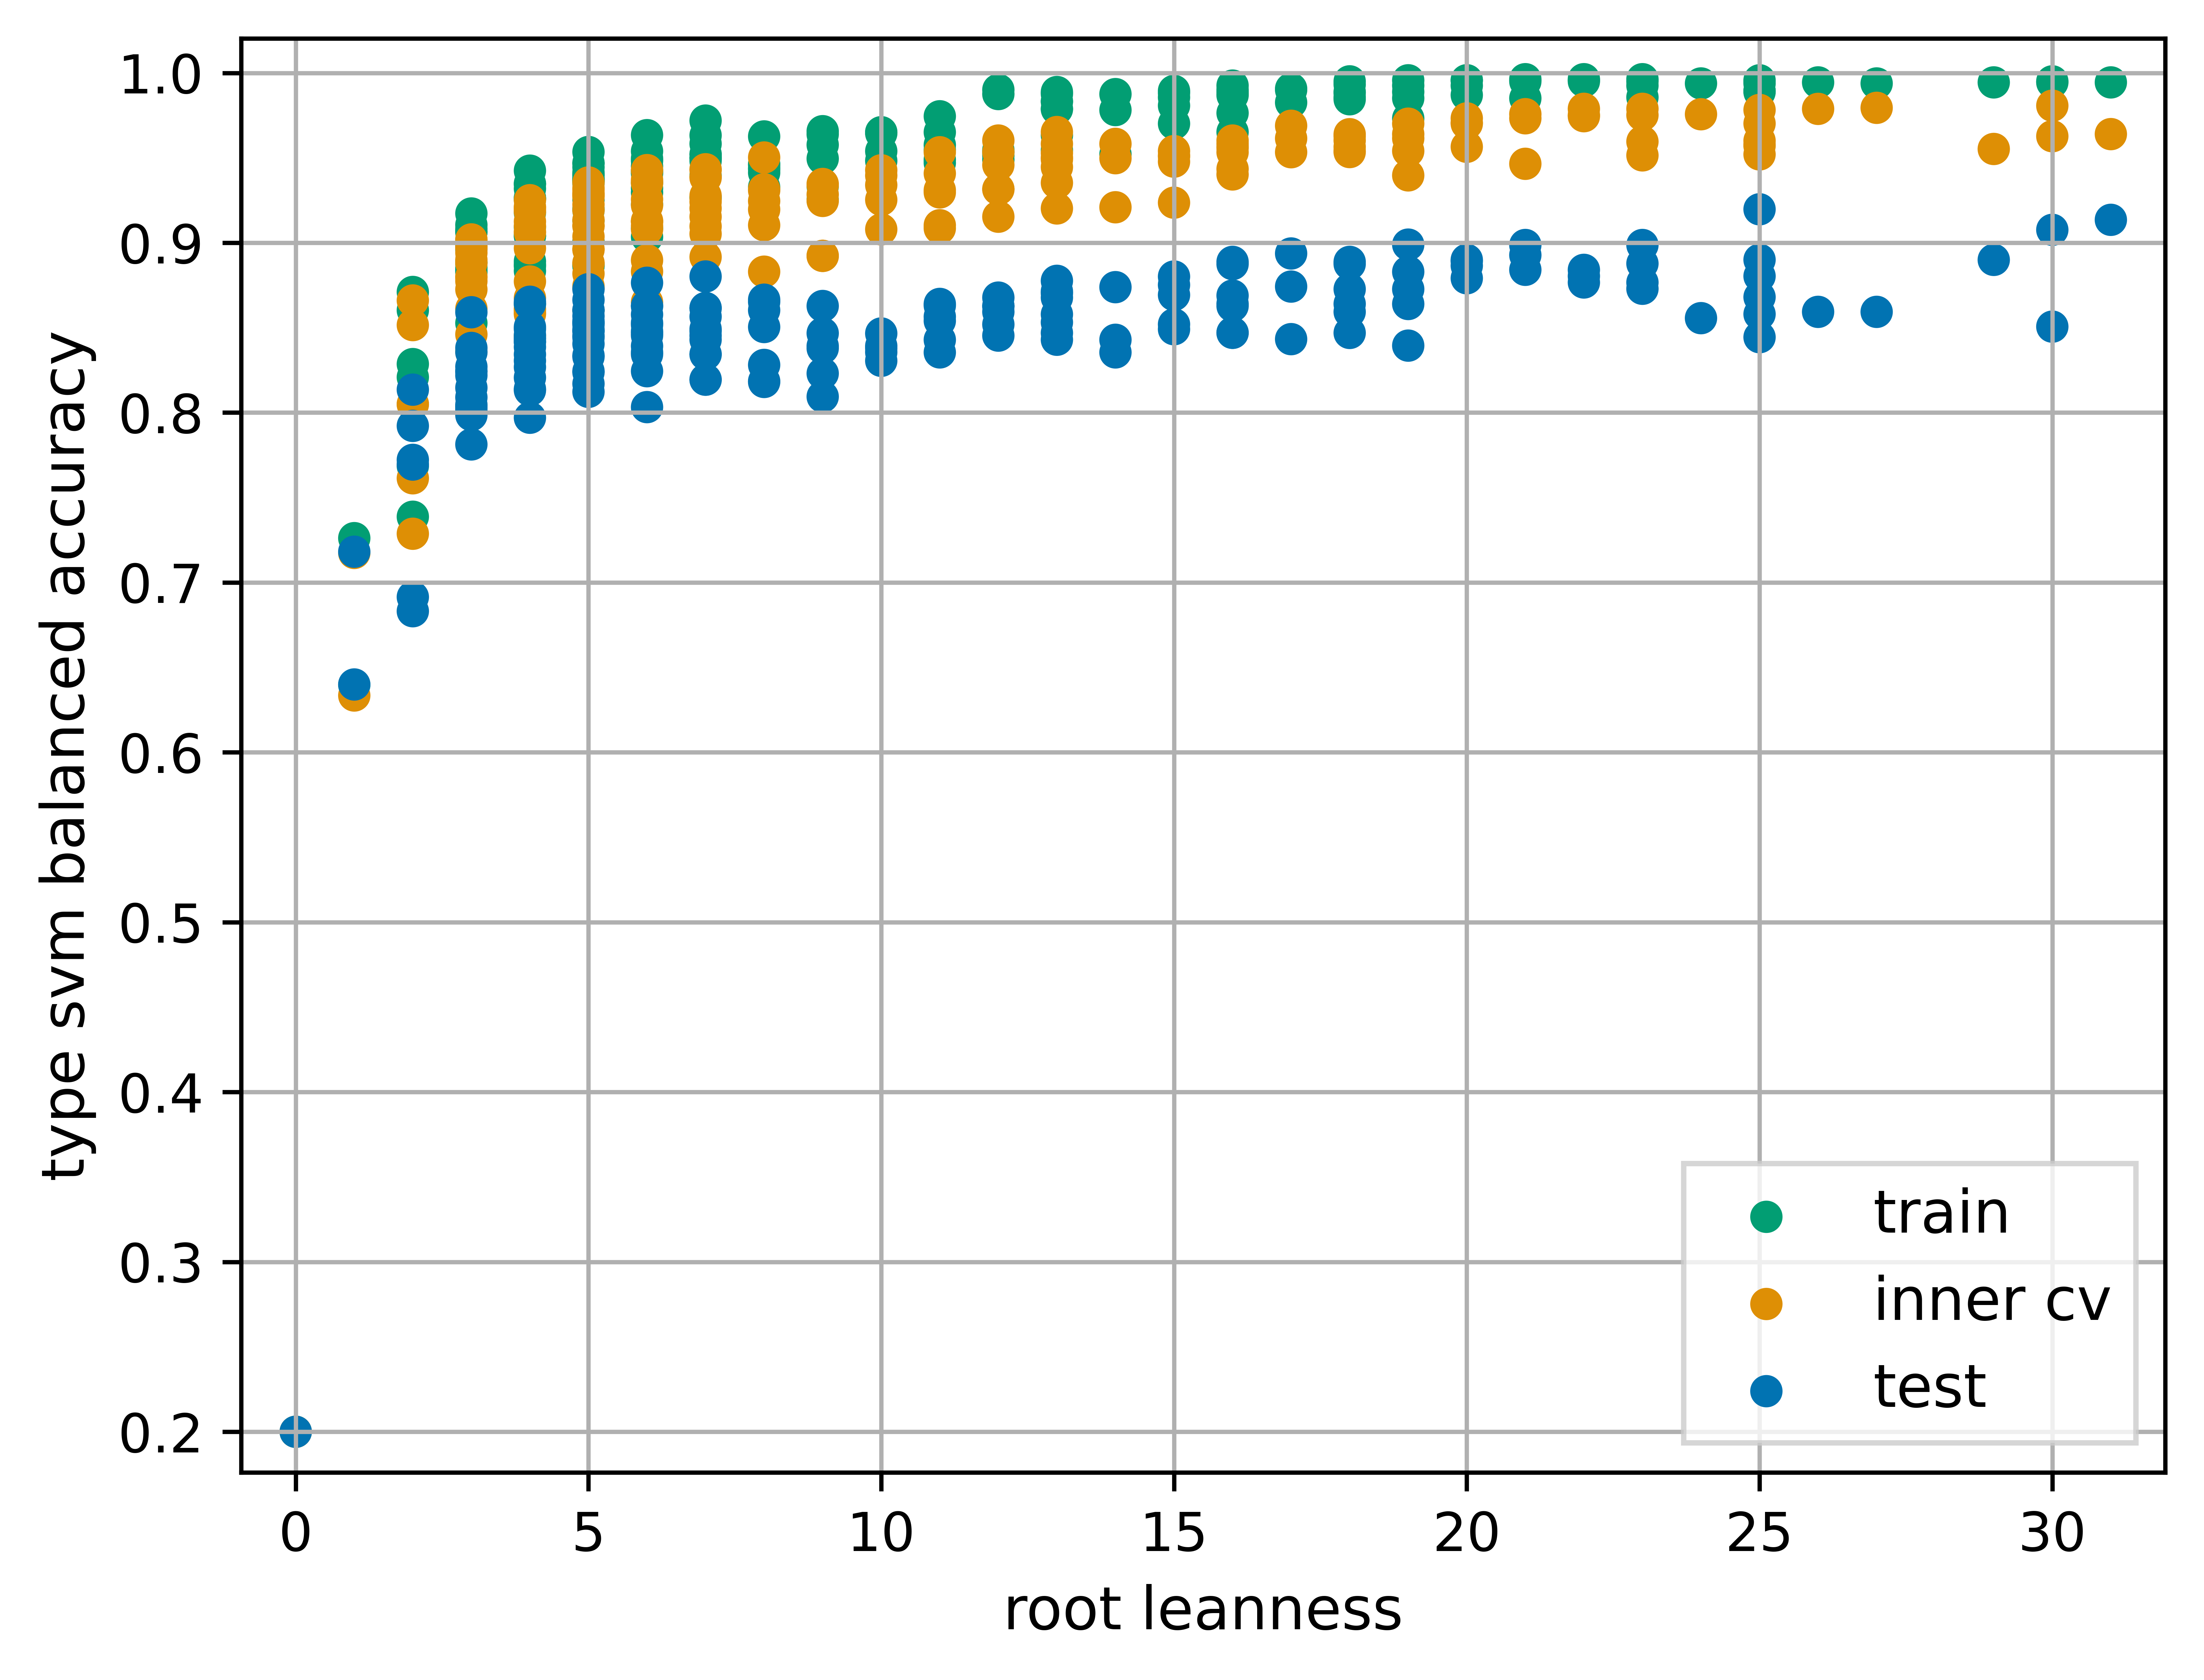 1.0
0.9
0.8
0.7
0.6
0.5
0.4
0.3
0.2
type svm balanced accuracy
train
inner cv
test
0 5 10 15 20 25 30
root leanness